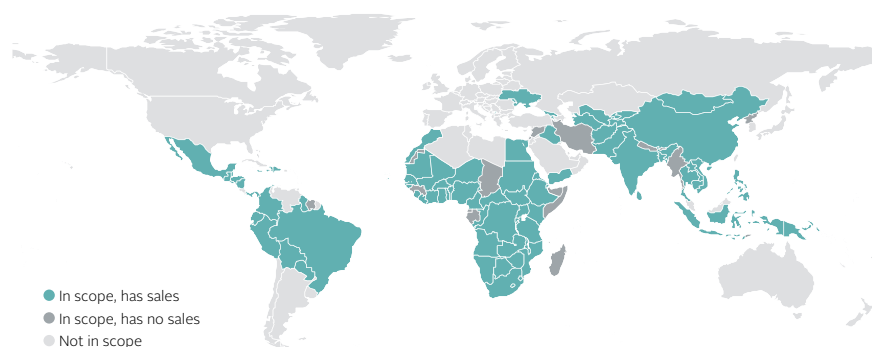 In scope, has sales
In scope, has no sales
Not in scope